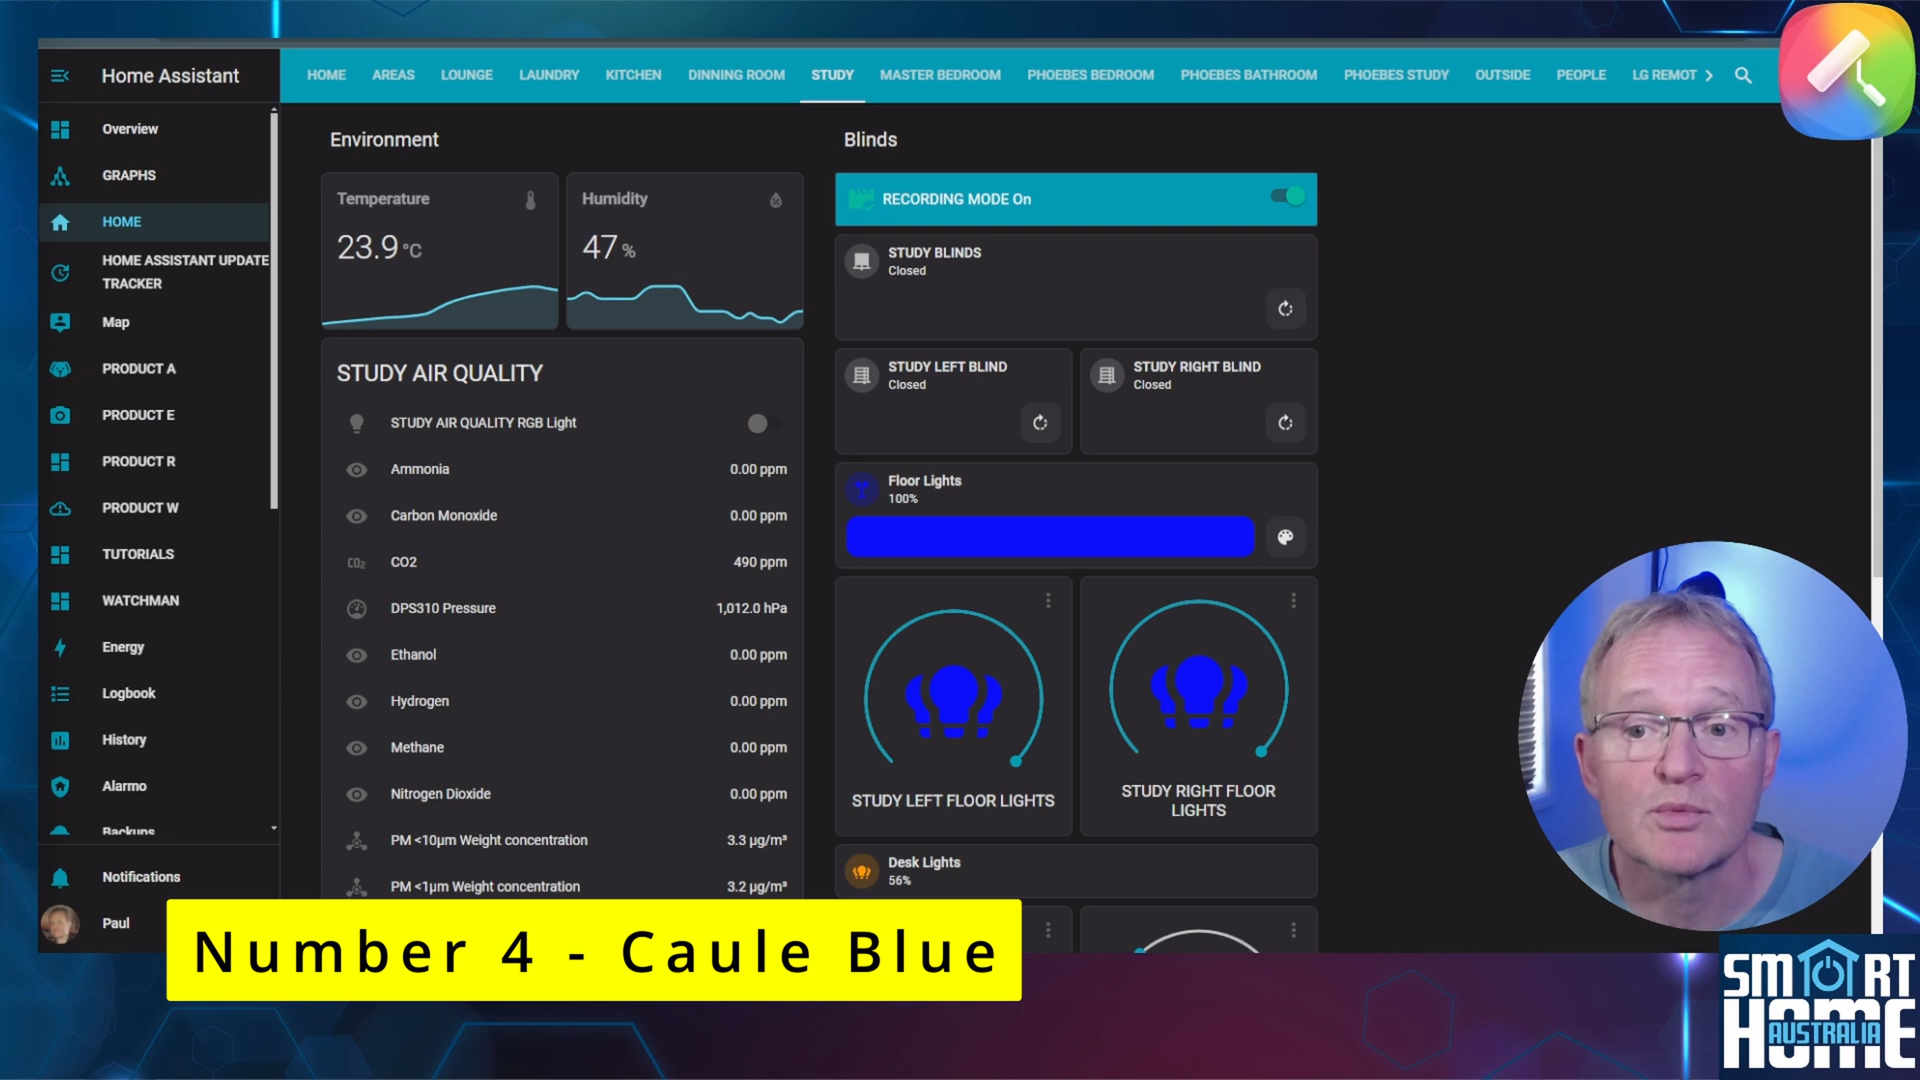 Home Assistant
HOME AREAS LOUNGE LAUNDRY KITCHEN DINNING ROOM STUDY MASTER BEDROOM PHOEBES BEDROOM PHOEBES BATHROOM PHOEBES STUDY OUTSIDE PEOPLE LG REMOT
Overview
GRAPHS
HOME
HOME ASSISTANT UPDATE
TRACKER
Map
PRODUCT A
PRODUCT E
PRODUCT R
PRODUCT W
TUTORIALS
WATCHMAN
Energy
Logbook
History
Alarmo
Backups
Notifications
Paul
Environment
Temperature
23.9 °C
Humidity
47 %
STUDY AIR QUALITY
STUDY AIR QUALITY RGB Light
Ammonia 0.00 ppm
Carbon Monoxide 0.00 ppm
CO₂ CO2 490 ppm
DPS310 Pressure 1,012.0 hPa
Ethanol 0.00 ppm
Hydrogen 0.00 ppm
Methane 0.00 ppm
Nitrogen Dioxide 0.00 ppm
PM <10µm Weight concentration 3.3 µg/m³
PM <1µm Weight concentration 3.2 µg/m³
Blinds
RECORDING MODE On
STUDY BLINDS
Closed
STUDY LEFT BLIND
Closed
STUDY RIGHT BLIND
Closed
Floor Lights
100%
STUDY LEFT FLOOR LIGHTS
STUDY RIGHT FLOOR
LIGHTS
Desk Lights
56%
Number 4 - Caule Blue
SMART
HOME
AUSTRALIA